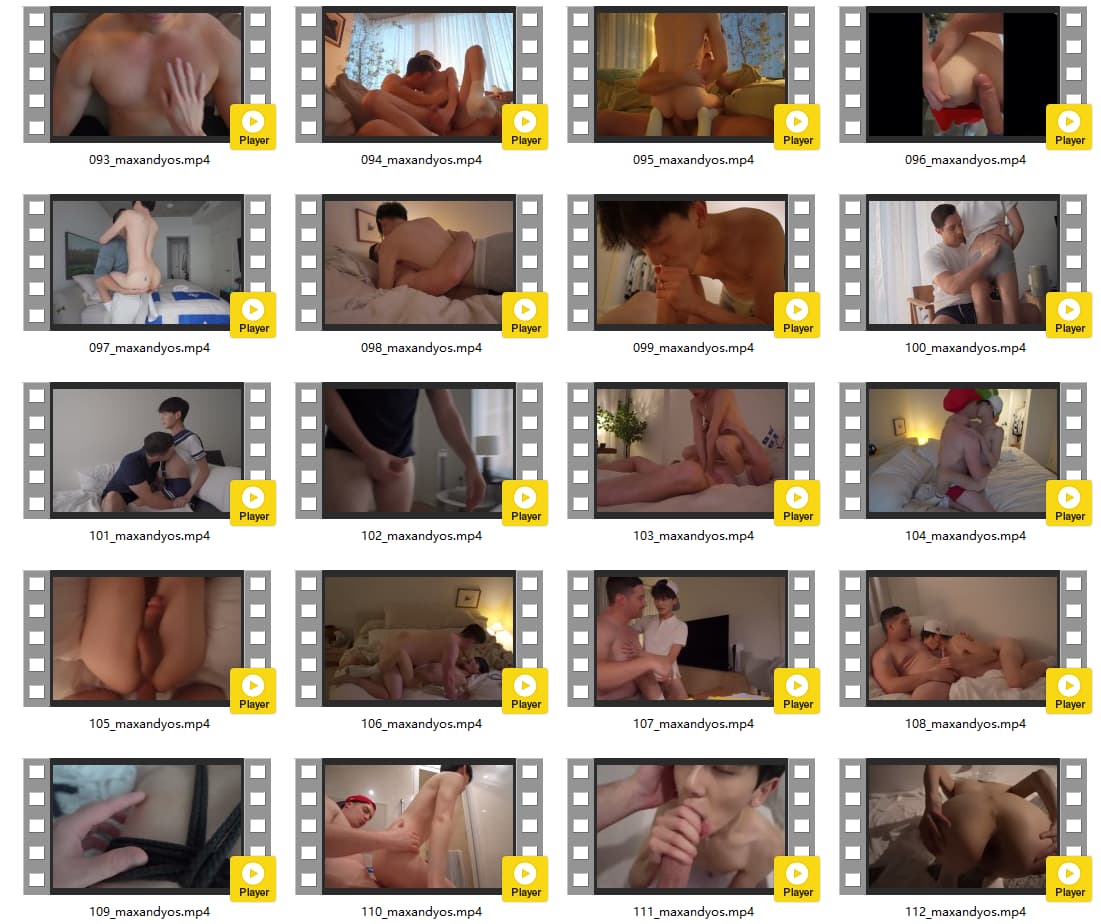 Player Player Player Player
093_maxandyos.mp4 094_maxandyos.mp4 095_maxandyos.mp4 096_maxandyos.mp4
Player Player Player Player
097_maxandyos.mp4 098_maxandyos.mp4 099_maxandyos.mp4 100_maxandyos.mp4
Player Player Player Player
101_maxandyos.mp4 102_maxandyos.mp4 103_maxandyos.mp4 104_maxandyos.mp4
Player Player Player Player
105_maxandyos.mp4 106_maxandyos.mp4 107_maxandyos.mp4 108_maxandyos.mp4
Player Player Player Player
109_maxandyos.mp4 110_maxandyos.mp4 111_maxandyos.mp4 112_maxandyos.mp4